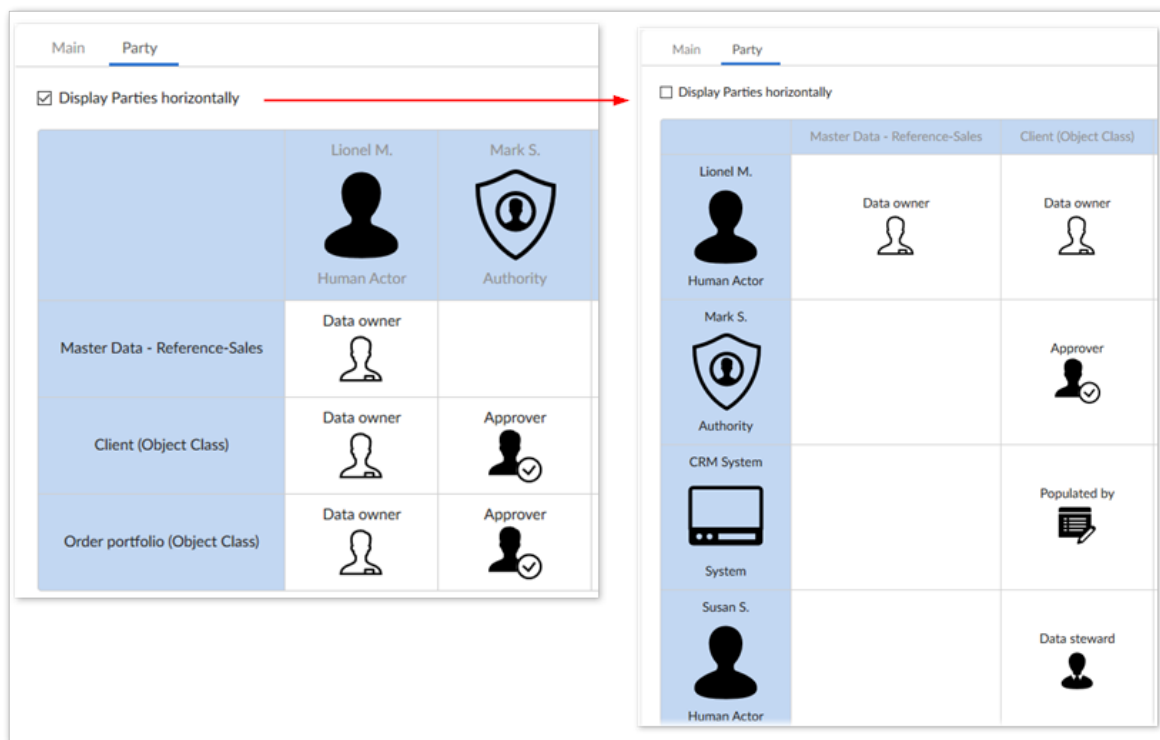 Main Party
Display Parties horizontally
Lionel M. Mark S.
Human Actor Authority
Data owner
Master Data - Reference-Sales
Data owner Approver
Client (Object Class)
Data owner Approver
Order portfolio (Object Class)
Main Party
Display Parties horizontally
Master Data - Reference-Sales Client (Object Class)
Lionel M.
Data owner Data owner
Human Actor
Mark S.
Approver
Authority
CRM System
Populated by
System
Susan S.
Data steward
Human Actor